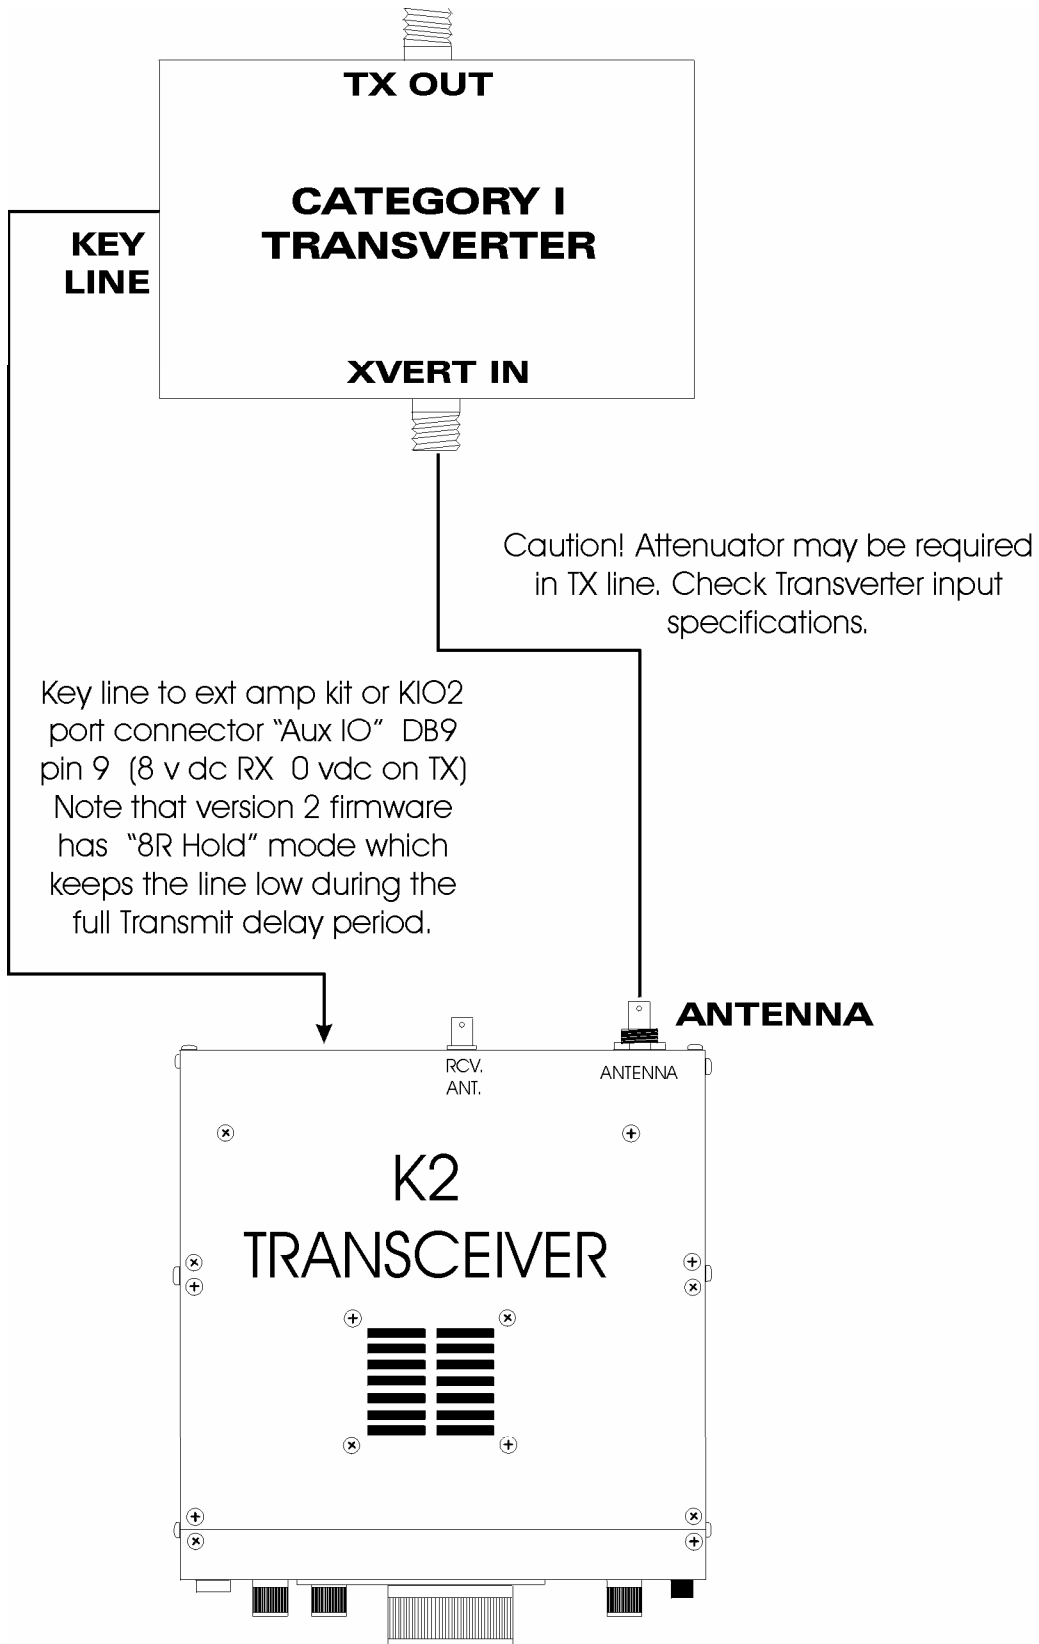 TX OUT
CATEGORY I
TRANSVERTER
KEY
LINE
XVERT IN
Caution! Attenuator may be required
in TX line. Check Transverter input
specifications.
Key line to ext amp kit or KIO2
port connector “Aux IO” DB9
pin 9 (8 v dc RX 0 vdc on TX)
Note that version 2 firmware
has “8R Hold” mode which
keeps the line low during the
full Transmit delay period.
ANTENNA
RCV.
ANT.
ANTENNA
K2
TRANSCEIVER